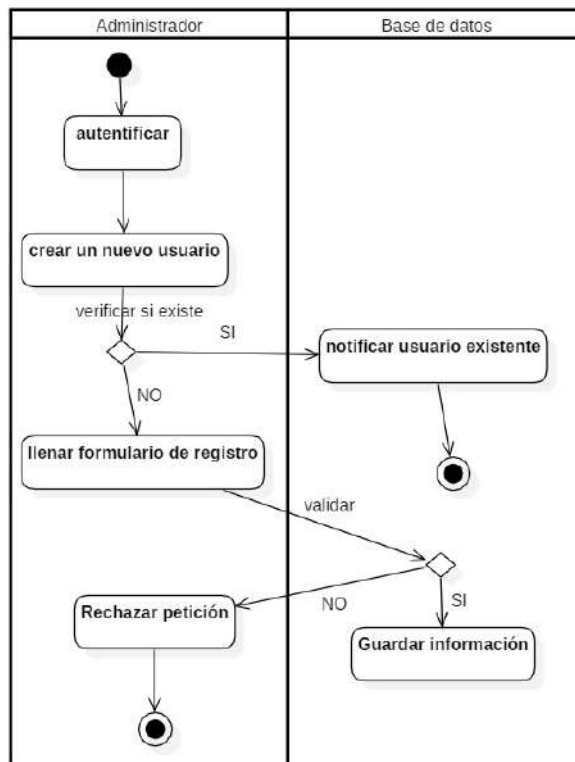 Administrador
Base de datos
autentificar
crear un nuevo usuario
verificar si existe
SI
notificar usuario existente
NO
llenar formulario de registro
validar
NO
SI
Rechazar petición
Guardar información